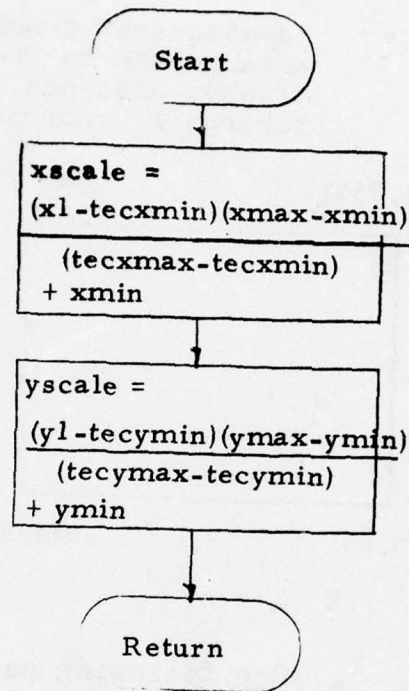 Start
xscale =
(x1-tecxmin)(xmax-xmin)
(tecxmax-tecxmin)
+ xmin
yscale =
(y1-tecymin)(ymax-ymin)
(tecymax-tecymin)
+ ymin
Return